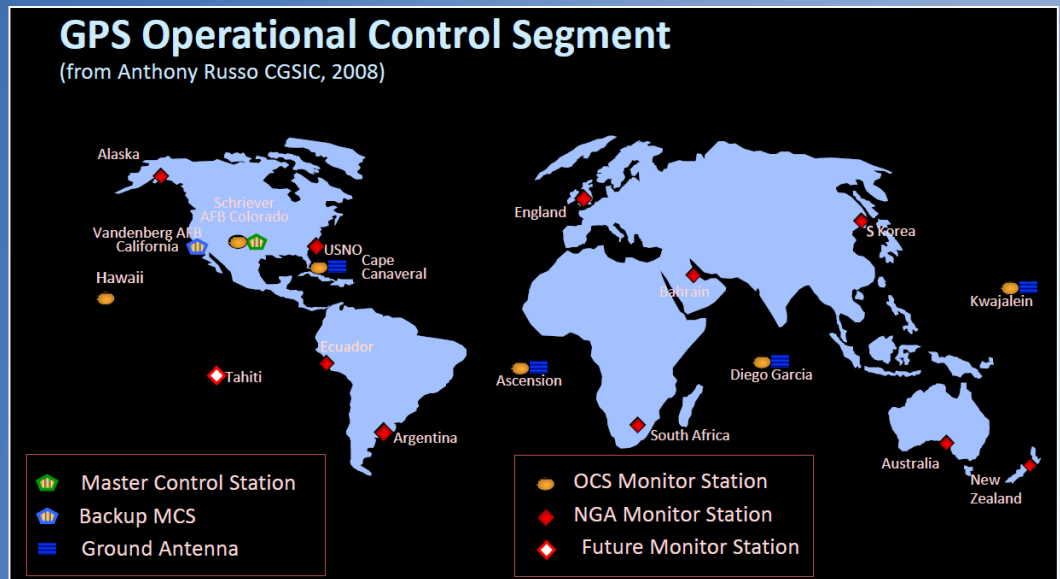 GPS Operational Control Segment
(from Anthony Russo CGSIC, 2008)
Alaska
Schriever
AFB Colorado
Vandenberg AFB
California
Hawaii
USNO
Cape
Canaveral
England
S Korea
Bahrain
Kwajalein
Ecuador
Tahiti
Ascension
Diego Garcia
Argentina
South Africa
Australia
New
Zealand
Master Control Station
Backup MCS
Ground Antenna
OCS Monitor Station
NGA Monitor Station
Future Monitor Station